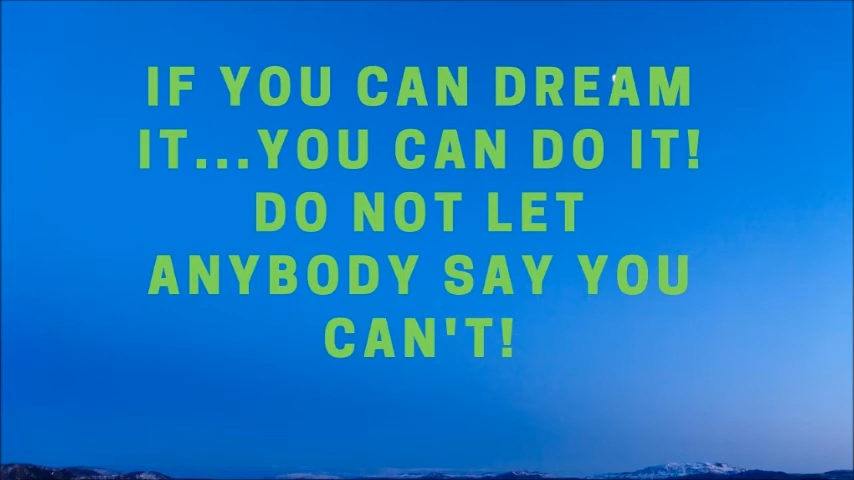 IF YOU CAN DREAM
IT...YOU CAN DO IT!
DO NOT LET
ANYBODY SAY YOU
CAN'T!